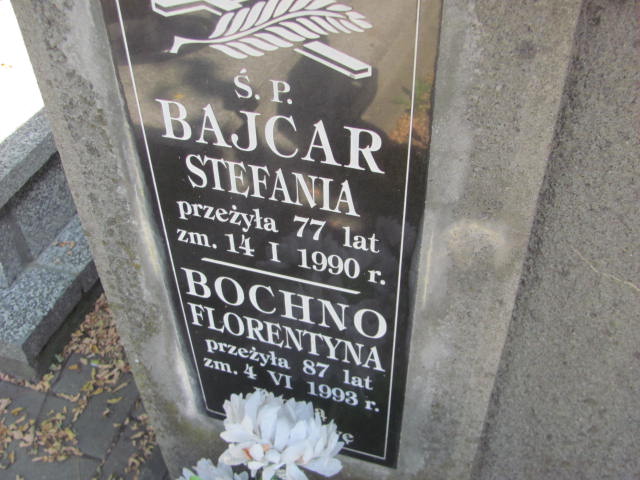 Ś. P.
BAJCAR
STEFANIA
przeżyła 77 lat
zm. 14 I 1990 r.
BOCHNO
FLORENTYNA
przeżyła 87 lat
zm. 4 VI 1993 r.